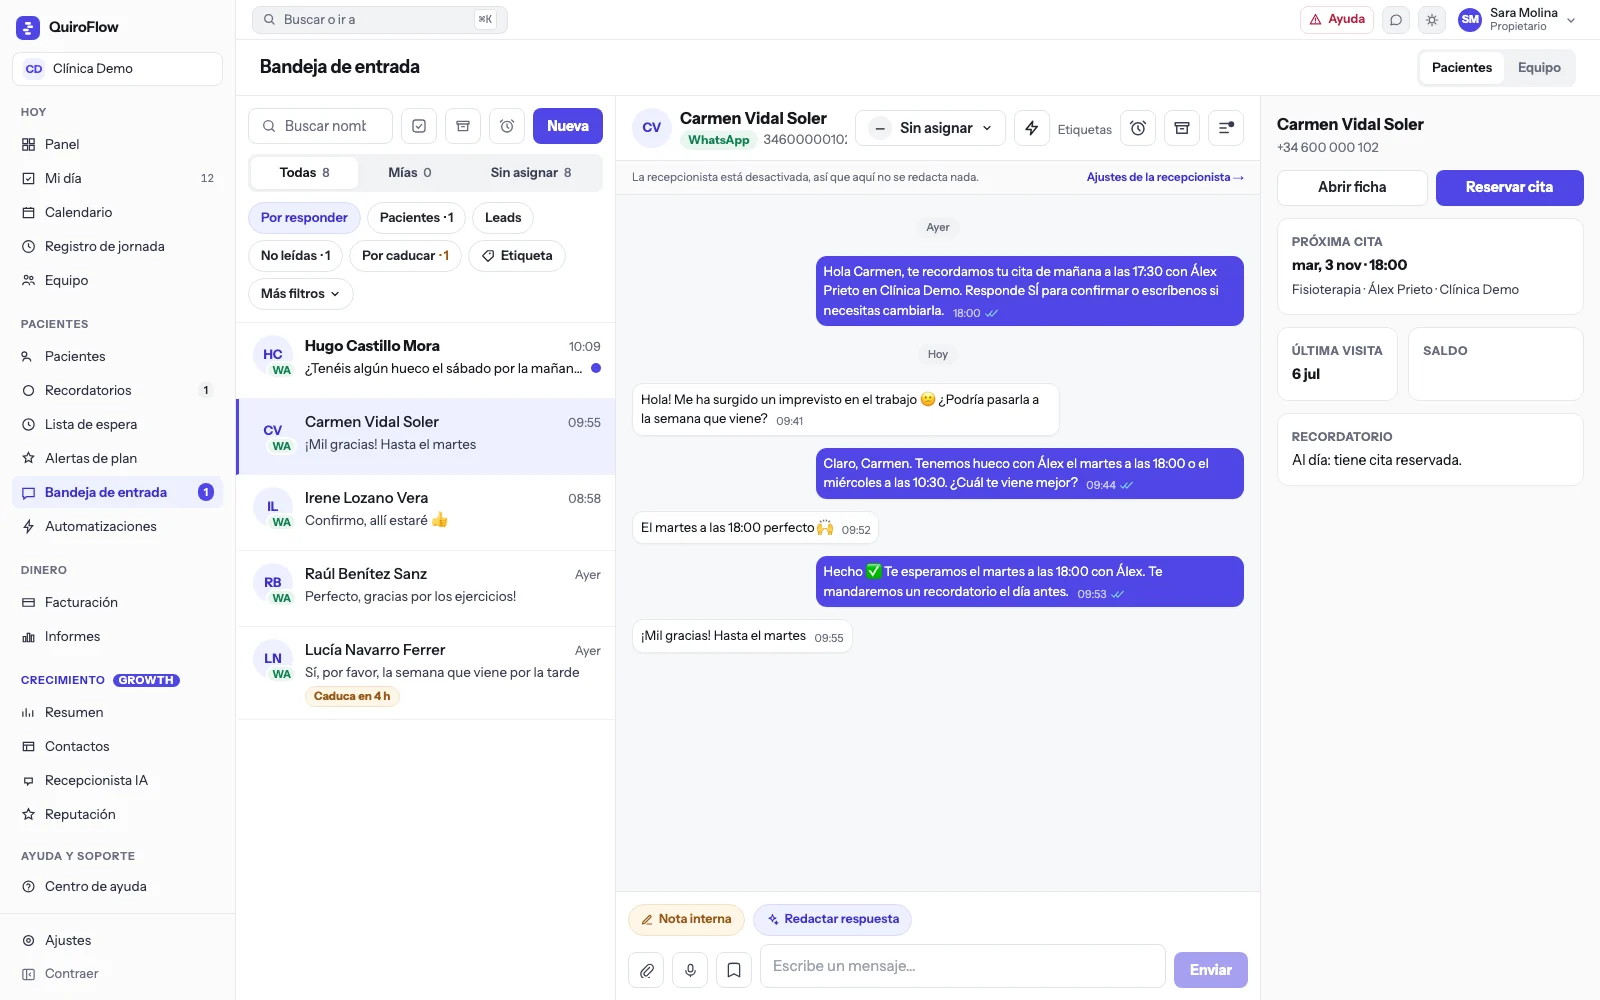 QuiroFlow
Buscar o ir a
⌘K
Ayuda
SM
Sara Molina
Propietario
CD
Clínica Demo
Bandeja de entrada
Pacientes
Equipo
HOY
Panel
Mi día
12
Calendario
Registro de jornada
Equipo
PACIENTES
Pacientes
Recordatorios
1
Lista de espera
Alertas de plan
Bandeja de entrada
1
Automatizaciones
DINERO
Facturación
Informes
CRECIMIENTO
GROWTH
Resumen
Contactos
Recepcionista IA
Reputación
AYUDA Y SOPORTE
Centro de ayuda
Ajustes
Contraer
Nueva
Todas 8
Mías 0
Sin asignar 8
Por responder
Pacientes · 1
Leads
No leídas · 1
Por caducar · 1
Etiqueta
Más filtros
HC
WA
Hugo Castillo Mora
10:09
¿Tenéis algún hueco el sábado por la mañan...
CV
WA
Carmen Vidal Soler
09:55
¡Mil gracias! Hasta el martes
IL
WA
Irene Lozano Vera
08:58
Confirmo, allí estaré 👍
RB
WA
Raúl Benítez Sanz
Ayer
Perfecto, gracias por los ejercicios!
LN
WA
Lucía Navarro Ferrer
Ayer
Sí, por favor, la semana que viene por la tarde
Caduca en 4 h
CV
Carmen Vidal Soler
WhatsApp
Sin asignar
Etiquetas
La recepcionista está desactivada, así que aquí no se redacta nada.
Ajustes de la recepcionista →
Ayer
Hola Carmen, te recordamos tu cita de mañana a las 17:30 con Álex
Prieto en Clínica Demo. Responde SÍ para confirmar o escríbenos si
necesitas cambiarla. 18:00
Hoy
Hola! Me ha surgido un imprevisto en el trabajo 🙁 ¿Podría pasarla a
la semana que viene? 09:41
Claro, Carmen. Tenemos hueco con Álex el martes a las 18:00 o el
miércoles a las 10:30. ¿Cuál te viene mejor? 09:44
El martes a las 18:00 perfecto 🙌 09:52
Hecho ✅ Te esperamos el martes a las 18:00 con Álex. Te
mandaremos un recordatorio el día antes. 09:53
¡Mil gracias! Hasta el martes 09:55
Nota interna
Redactar respuesta
Escribe un mensaje...
Enviar
Carmen Vidal Soler
+34 600 000 102
Abrir ficha
Reservar cita
PRÓXIMA CITA
mar, 3 nov · 18:00
Fisioterapia · Álex Prieto · Clínica Demo
ÚLTIMA VISITA
6 jul
SALDO
RECORDATORIO
Al día: tiene cita reservada.